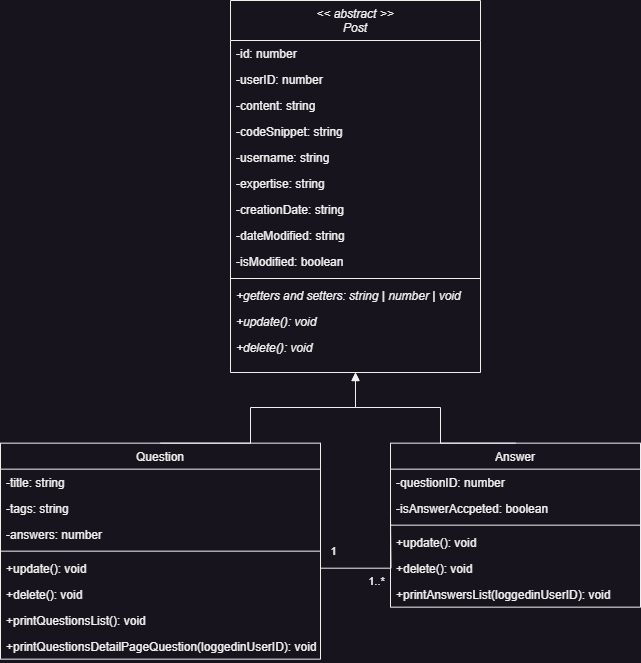 << abstract >>
Post
-id: number
-userID: number
-content: string
-codeSnippet: string
-username: string
-expertise: string
-creationDate: string
-dateModified: string
-isModified: boolean
+getters and setters: string | number | void
+update(): void
+delete(): void
Question
-title: string
-tags: string
-answers: number
+update(): void
+delete(): void
+printQuestionsList(): void
+printQuestionsDetailPageQuestion(loggedinUserID): void
1
1..*
Answer
-questionID: number
-isAnswerAccpeted: boolean
+update(): void
+delete(): void
+printAnswersList(loggedinUserID): void